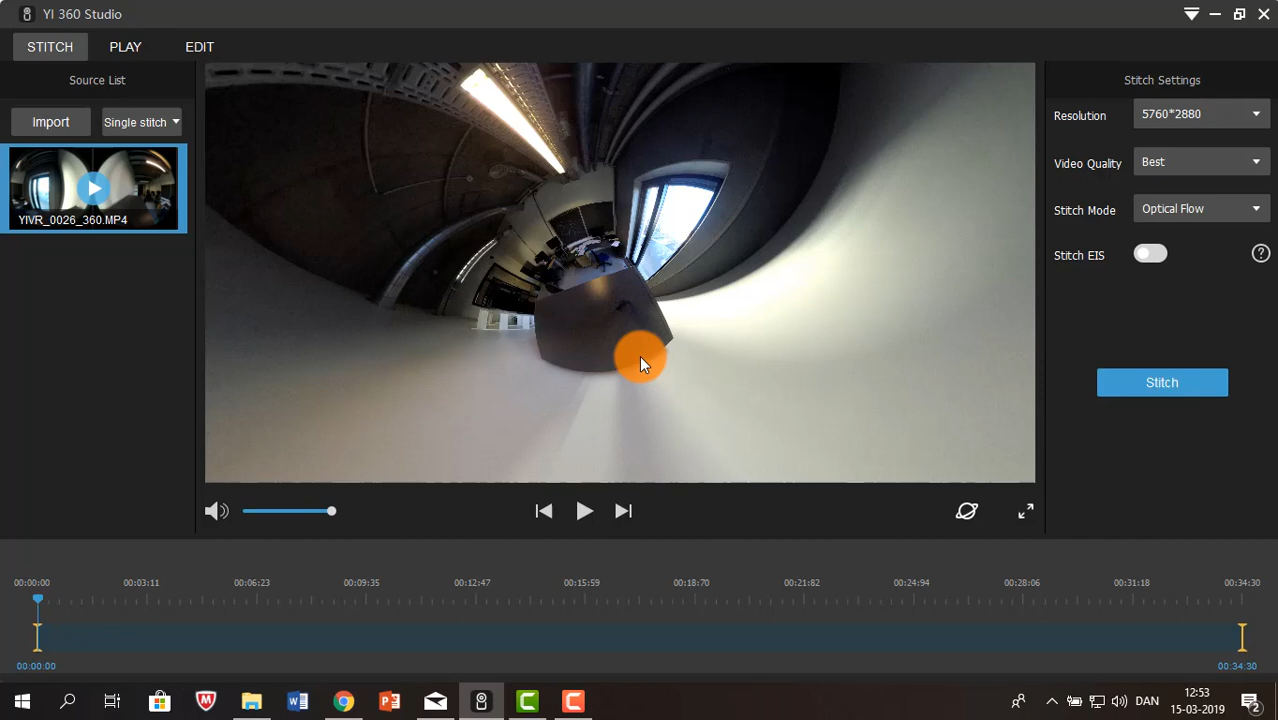 YI 360 Studio
STITCH PLAY EDIT
Source List
Import Single stitch
YIVR_0026_360.MP4
Stitch Settings
Resolution 5760*2880
Video Quality Best
Stitch Mode Optical Flow
Stitch EIS ?
Stitch
00:00:00 00:03:11 00:06:23 00:09:35 00:12:47 00:15:59 00:18:70 00:21:82 00:24:94 00:28:06 00:31:18 00:34:30
00:00:00 00:34:30
DAN
12:53
15-03-2019
2